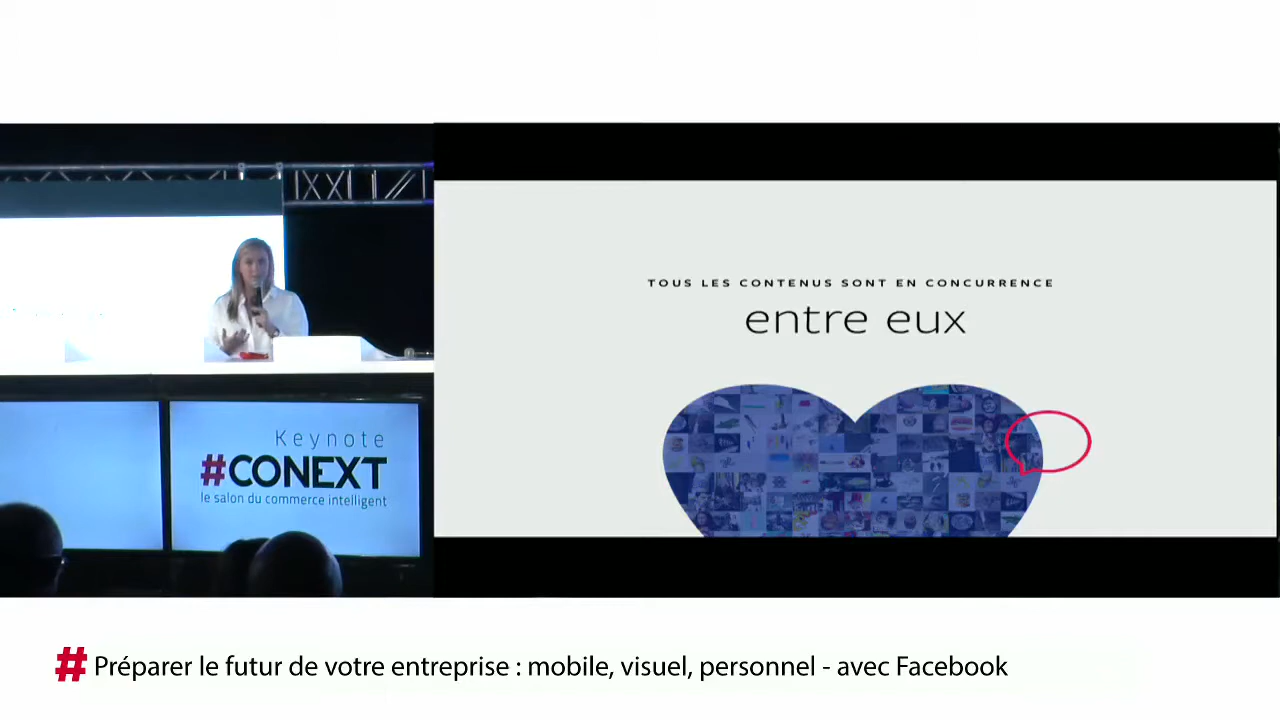 TOUS LES CONTENUS SONT EN CONCURRENCE
entre eux
Keynote
#CONEXT
le salon du commerce intelligent
# Préparer le futur de votre entreprise : mobile, visuel, personnel - avec Facebook